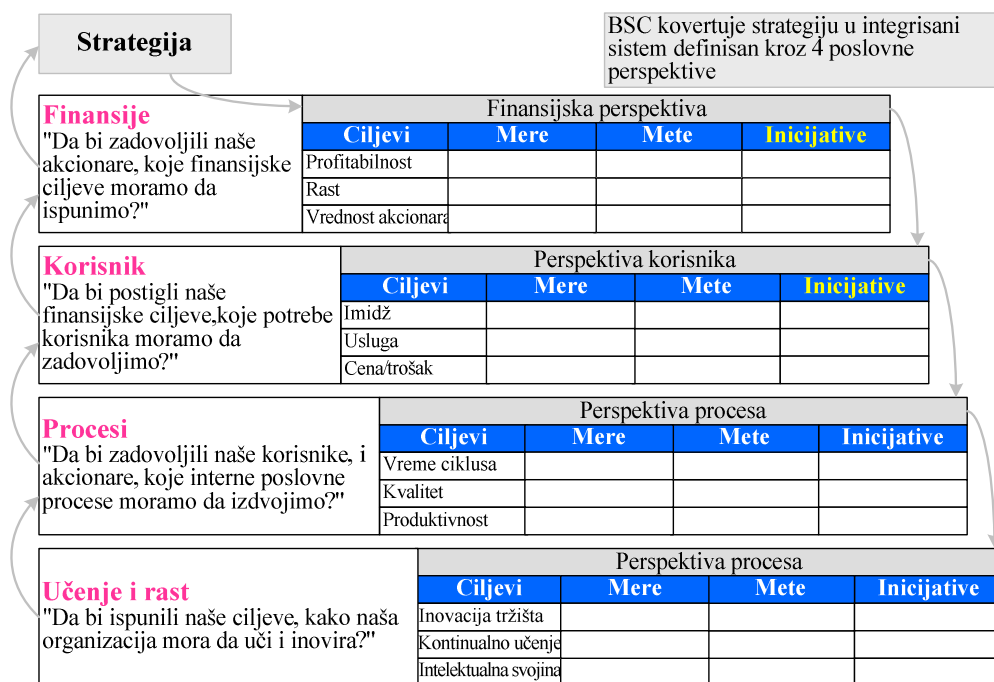 Strategija
BSC kovertuje strategiju u integrisani
sistem definisan kroz 4 poslovne
perspektive
Finansije
"Da bi zadovoljili naše
akcionare, koje finansijske
ciljeve moramo da
ispunimo?"
Finansijska perspektiva
Ciljevi Mere Mete Inicijative
Profitabilnost
Rast
Vrednost akcionara
Korisnik
"Da bi postigli naše
finansijske ciljeve,koje potrebe
korisnika moramo da
zadovoljimo?"
Perspektiva korisnika
Ciljevi Mere Mete Inicijative
Imidž
Usluga
Cena/trošak
Procesi
"Da bi zadovoljili naše korisnike, i
akcionare, koje interne poslovne
procese moramo da izdvojimo?"
Perspektiva procesa
Ciljevi Mere Mete Inicijative
Vreme ciklusa
Kvalitet
Produktivnost
Učenje i rast
"Da bi ispunili naše ciljeve, kako naša
organizacija mora da uči i inovira?"
Perspektiva procesa
Ciljevi Mere Mete Inicijative
Inovacija tržišta
Kontinualno učenje
Intelektualna svojina